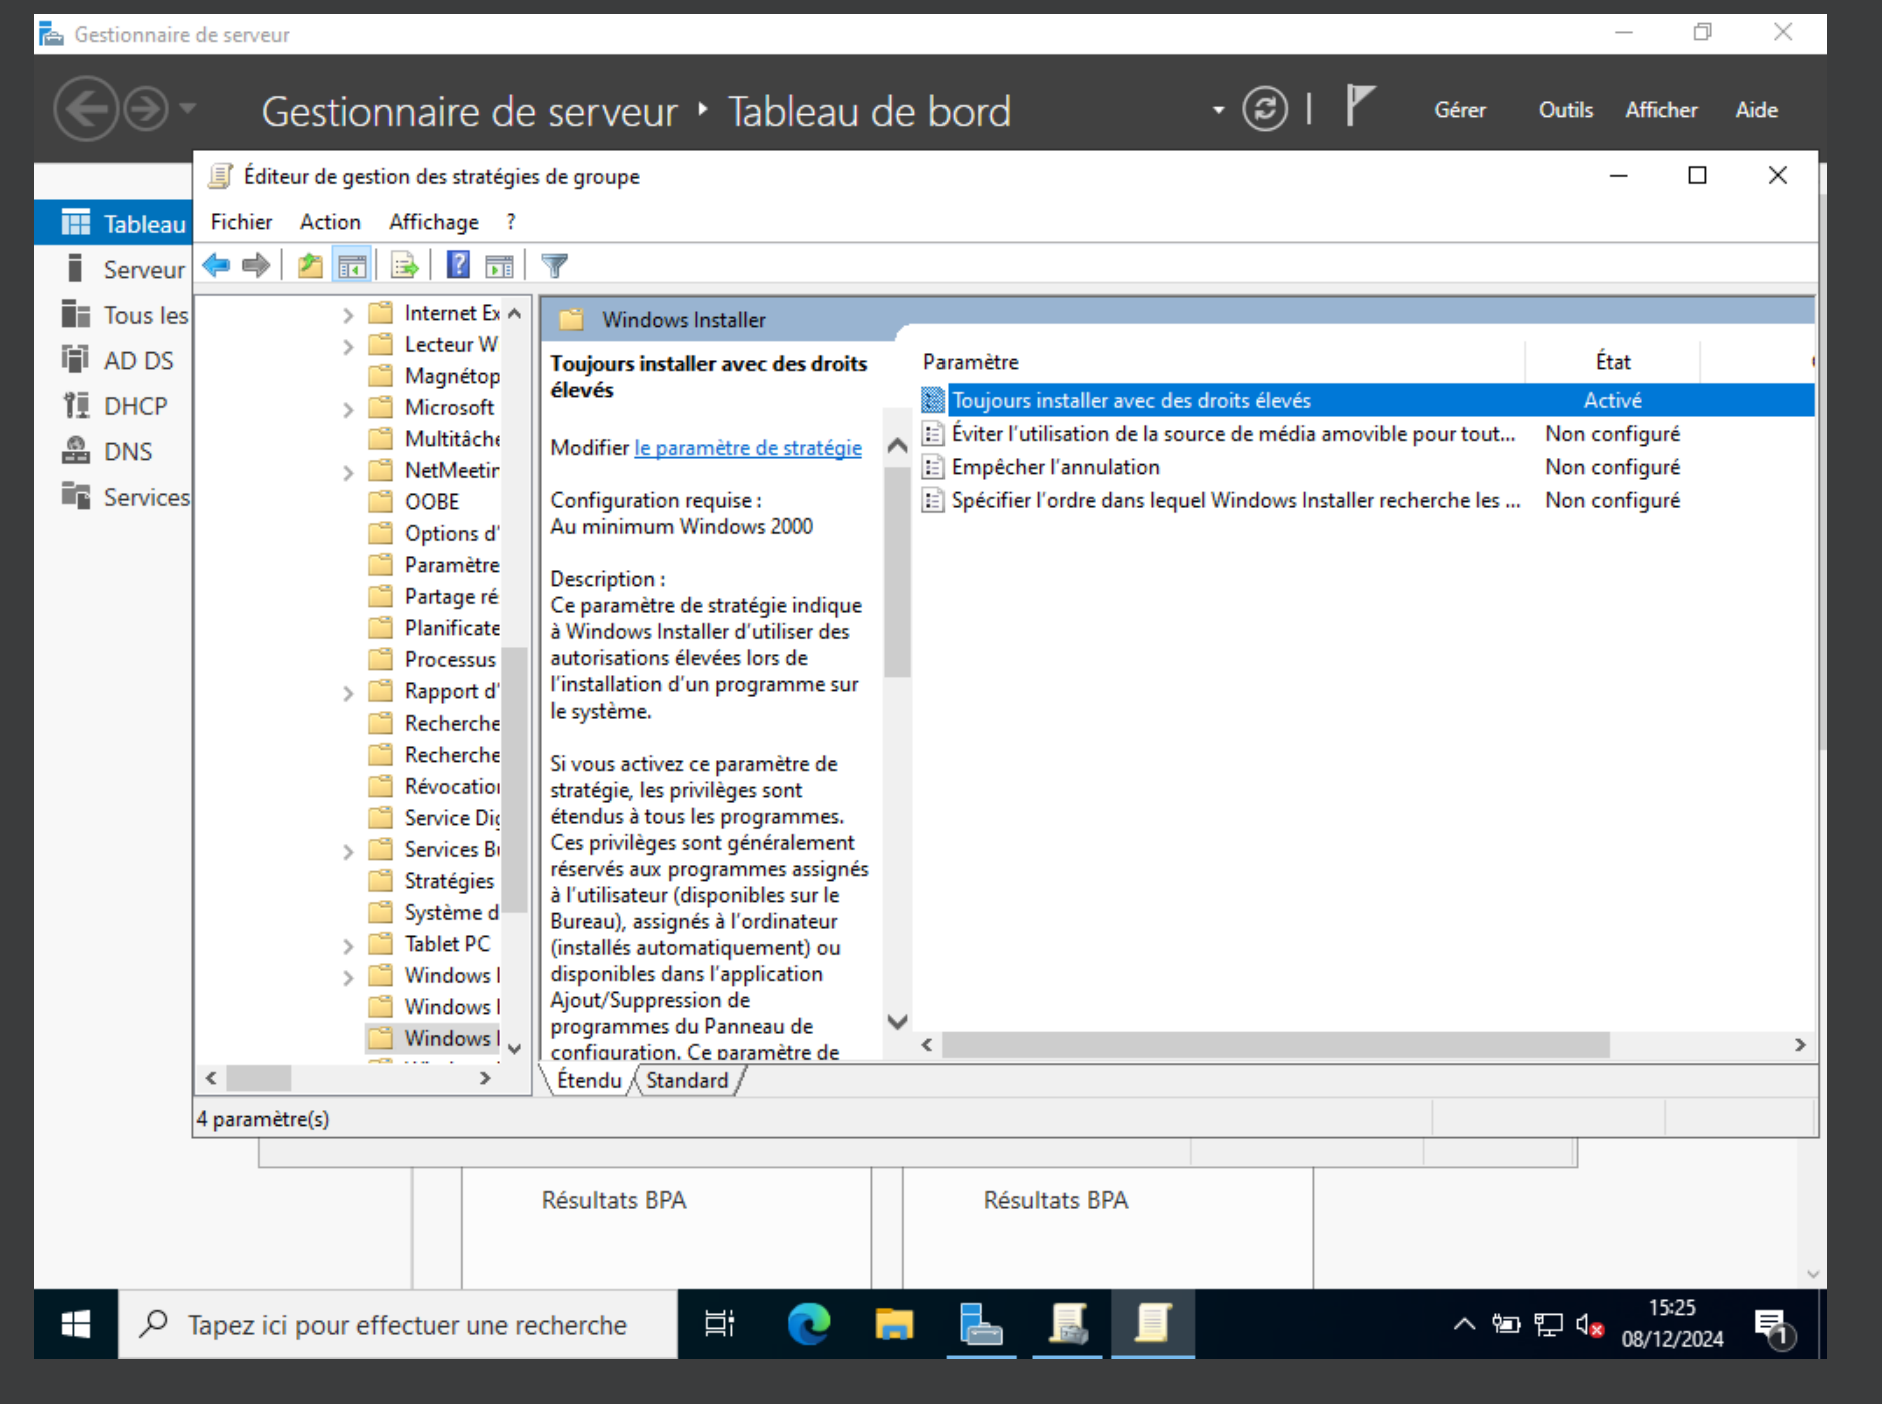 Gestionnaire de serveur
Gestionnaire de serveur ‣ Tableau de bord
Gérer Outils Afficher Aide
Éditeur de gestion des stratégies de groupe
Fichier Action Affichage ?
Tableau
Serveur
Tous les
AD DS
DHCP
DNS
Services
Internet Ex
Lecteur W
Magnétop
Microsoft
Multitâche
NetMeetin
OOBE
Options d'
Paramètre
Partage ré
Planificate
Processus
Rapport d'
Recherche
Recherche
Révocation
Service Dig
Services Bu
Stratégies
Système d
Tablet PC
Windows
Windows
Windows
Windows Installer
Toujours installer avec des droits
élevés
Modifier le paramètre de stratégie
Configuration requise :
Au minimum Windows 2000
Description :
Ce paramètre de stratégie indique
à Windows Installer d'utiliser des
autorisations élevées lors de
l'installation d'un programme sur
le système.
Si vous activez ce paramètre de
stratégie, les privilèges sont
étendus à tous les programmes.
Ces privilèges sont généralement
réservés aux programmes assignés
à l'utilisateur (disponibles sur le
Bureau), assignés à l'ordinateur
(installés automatiquement) ou
disponibles dans l'application
Ajout/Suppression de
programmes du Panneau de
configuration. Ce paramètre de
Paramètre État
Toujours installer avec des droits élevés Activé
Éviter l'utilisation de la source de média amovible pour tout... Non configuré
Empêcher l'annulation Non configuré
Spécifier l'ordre dans lequel Windows Installer recherche les ... Non configuré
Étendu Standard
4 paramètre(s)
Résultats BPA Résultats BPA
Tapez ici pour effectuer une recherche
15:25
08/12/2024
1